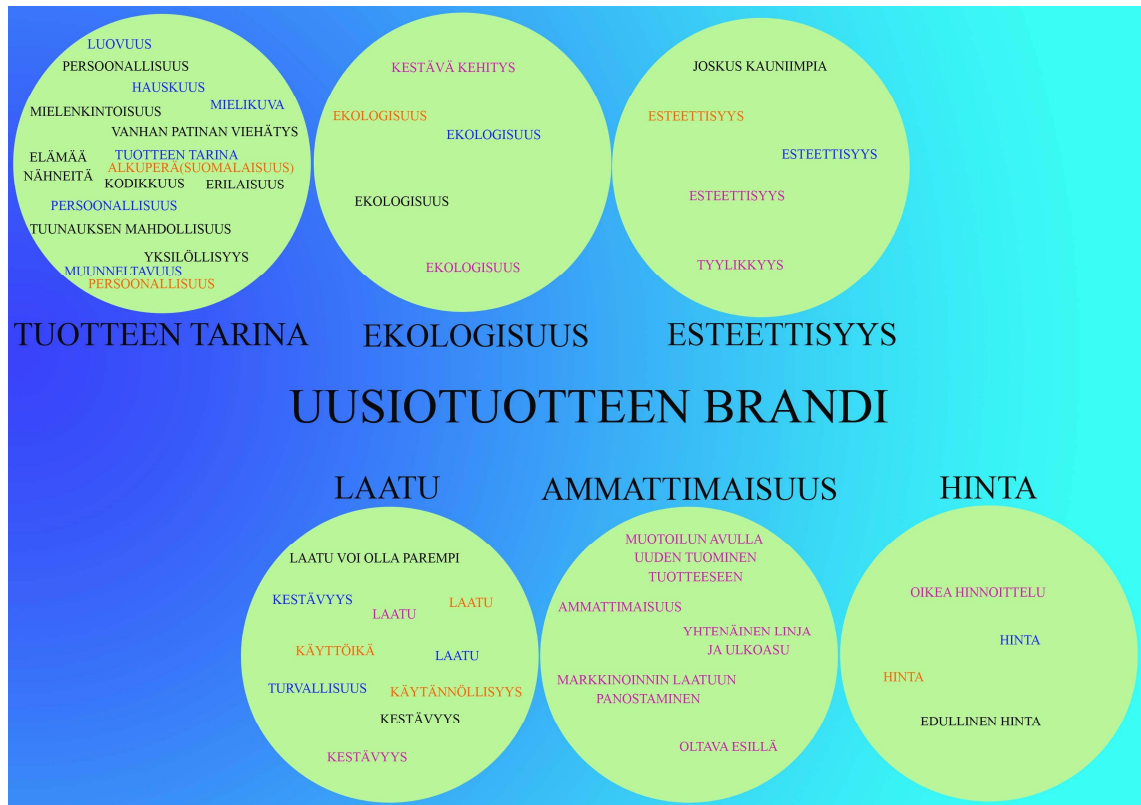 LUOVUUS
PERSOONALLISUUS
HAUSKUUS
MIELIKUVA
MIELENKINTOISUUS
VANHAN PATINAN VIEHÄTYS
ELÄMÄÄ
NÄHNEITÄ
TUOTTEEN TARINA
ALKUPERÄ(SUOMALAISUUS)
KODIKKUUS
ERILAISUUS
PERSOONALLISUUS
TUUNAUKSEN MAHDOLLISUUS
YKSILÖLLISYYS
MUUNNELTAVUUS
PERSOONALLISUUS
TUOTTEEN TARINA
KESTÄVÄ KEHITYS
EKOLOGISUUS
EKOLOGISUUS
EKOLOGISUUS
EKOLOGISUUS
EKOLOGISUUS
JOSKUS KAUNIIMPIA
ESTEETTISYYS
ESTEETTISYYS
ESTEETTISYYS
TYYLIKKYYS
ESTEETTISYYS
UUSIOTUOTTEEN BRANDI
LAATU
LAATU VOI OLLA PAREMPI
KESTÄVYYS
LAATU
LAATU
KÄYTTÖIKÄ
LAATU
TURVALLISUUS
KÄYTÄNNÖLLISYYS
KESTÄVYYS
KESTÄVYYS
AMMATTIMAISUUS
MUOTOILUN AVULLA
UUDEN TUOMINEN
TUOTTEESEEN
AMMATTIMAISUUS
YHTENÄINEN LINJA
JA ULKOASU
MARKKINOINNIN LAATUUN
PANOSTAMINEN
OLTAVA ESILLÄ
HINTA
OIKEA HINNOITTELU
HINTA
HINTA
EDULLINEN HINTA